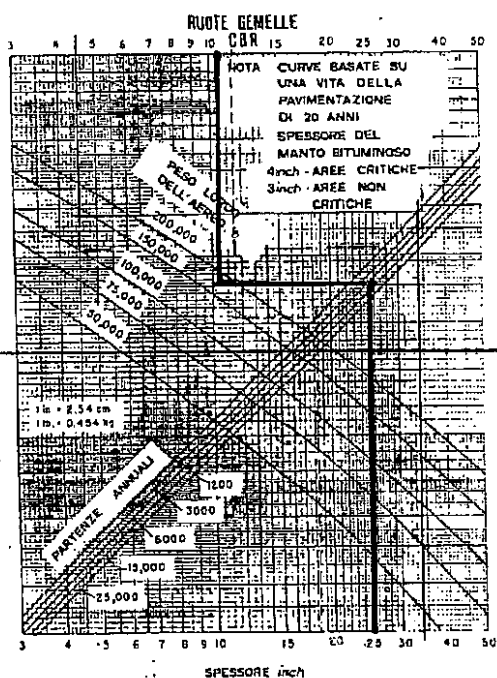 RUOTE GEMELLE
CBR
3 4 5 6 7 8 9 10 15 20 30 40 50
NOTA CURVE BASATE SU
UNA VITA DELLA
PAVIMENTAZIONE
DI 20 ANNI
SPESSORE DEL
MANTO BITUMINOSO
4inch - AREE CRITICHE
3inch - AREE NON
CRITICHE
PESO LORDO
DELL'AEREO
200,000
150,000
100,000
75,000
50,000
1 in = 2.54 cm
1 lb. = 0.454 kg
PARTENZE ANNUALI
1200
3000
6000
15,000
25,000
3 4 5 6 7 8 9 10 15 20 25 30 40 50
SPESSORE inch